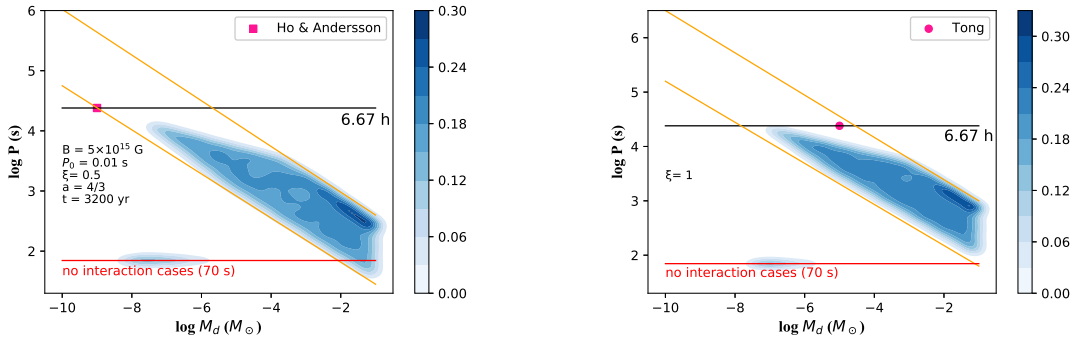 6
5
4
3
2
log P (s)
Ho & Andersson
6.67 h
B = 5×10¹⁵ G
P₀ = 0.01 s
ξ= 0.5
a = 4/3
t = 3200 yr
no interaction cases (70 s)
−10
−8
−6
−4
−2
log M_d (M_⊙)
0.30
0.24
0.18
0.12
0.06
0.00
6
5
4
3
2
log P (s)
Tong
6.67 h
ξ= 1
no interaction cases (70 s)
−10
−8
−6
−4
−2
log M_d (M_⊙)
0.30
0.24
0.18
0.12
0.06
0.00